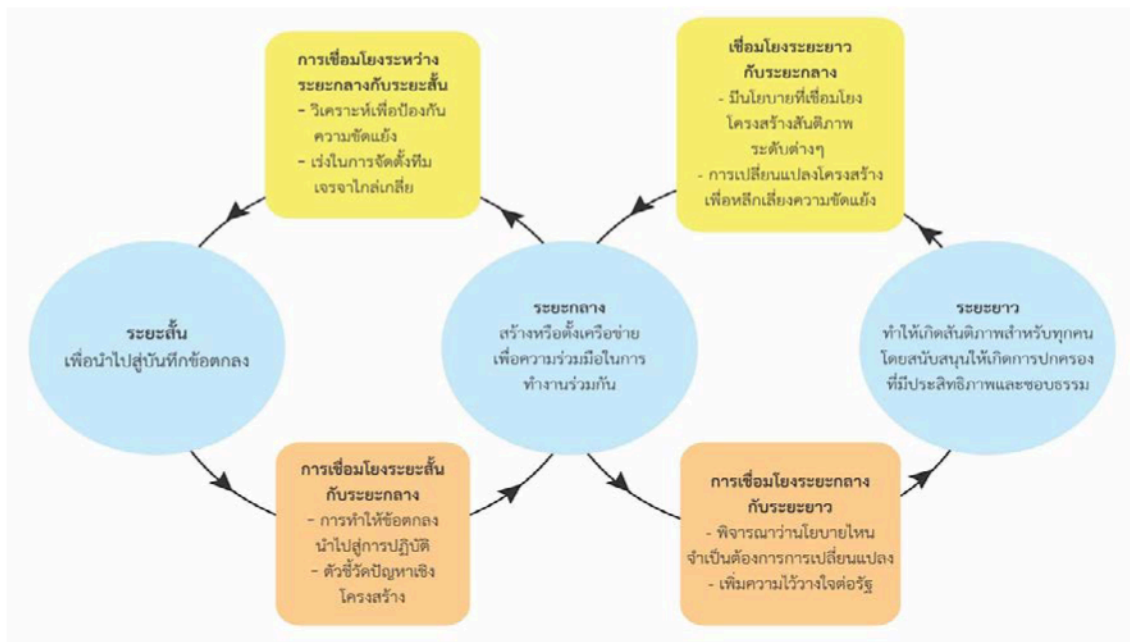 การเชื่อมโยงระหว่าง
ระยะกลางกับระยะสั้น
- วิเคราะห์เพื่อป้องกัน
ความขัดแย้ง
- เร่งในการจัดตั้งทีม
เจรจาไกล่เกลี่ย
เชื่อมโยงระยะยาว
กับระยะกลาง
- มีนโยบายที่เชื่อมโยง
โครงสร้างสันติภาพ
ระดับต่างๆ
- การเปลี่ยนแปลงโครงสร้าง
เพื่อหลีกเลี่ยงความขัดแย้ง
ระยะสั้น
เพื่อนำไปสู่บันทึกข้อตกลง
ระยะกลาง
สร้างหรือตั้งเครือข่าย
เพื่อความร่วมมือในการ
ทำงานร่วมกัน
ระยะยาว
ทำให้เกิดสันติภาพสำหรับทุกคน
โดยสนับสนุนให้เกิดการปกครอง
ที่มีประสิทธิภาพและชอบธรรม
การเชื่อมโยงระยะสั้น
กับระยะกลาง
- การทำให้ข้อตกลง
นำไปสู่การปฏิบัติ
- ตัวชี้วัดปัญหาเชิง
โครงสร้าง
การเชื่อมโยงระยะกลาง
กับระยะยาว
- พิจารณาว่านโยบายไหน
จำเป็นต้องการการเปลี่ยนแปลง
- เพิ่มความไว้วางใจต่อรัฐ